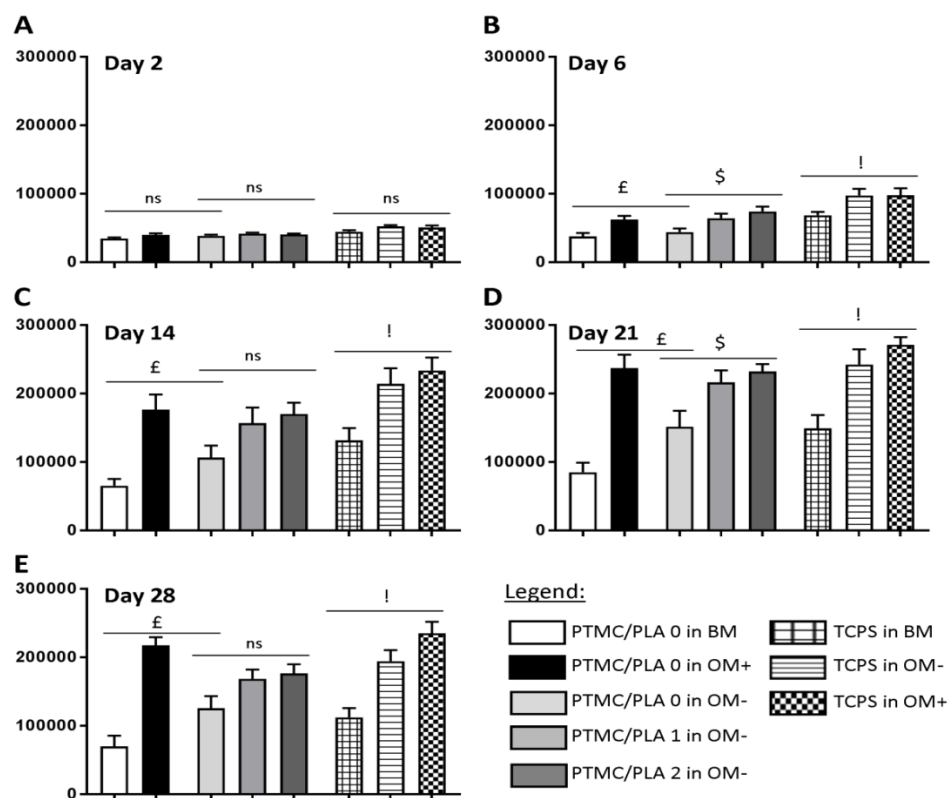 A
Day 2
300000
200000
100000
0
ns
ns
ns
B
Day 6
300000
200000
100000
0
£
$
!
C
Day 14
300000
200000
100000
0
£
ns
!
D
Day 21
300000
200000
100000
0
£
$
!
E
Day 28
300000
200000
100000
0
£
ns
!
Legend:
PTMC/PLA 0 in BM
PTMC/PLA 0 in OM+
PTMC/PLA 0 in OM-
PTMC/PLA 1 in OM-
PTMC/PLA 2 in OM-
TCPS in BM
TCPS in OM-
TCPS in OM+